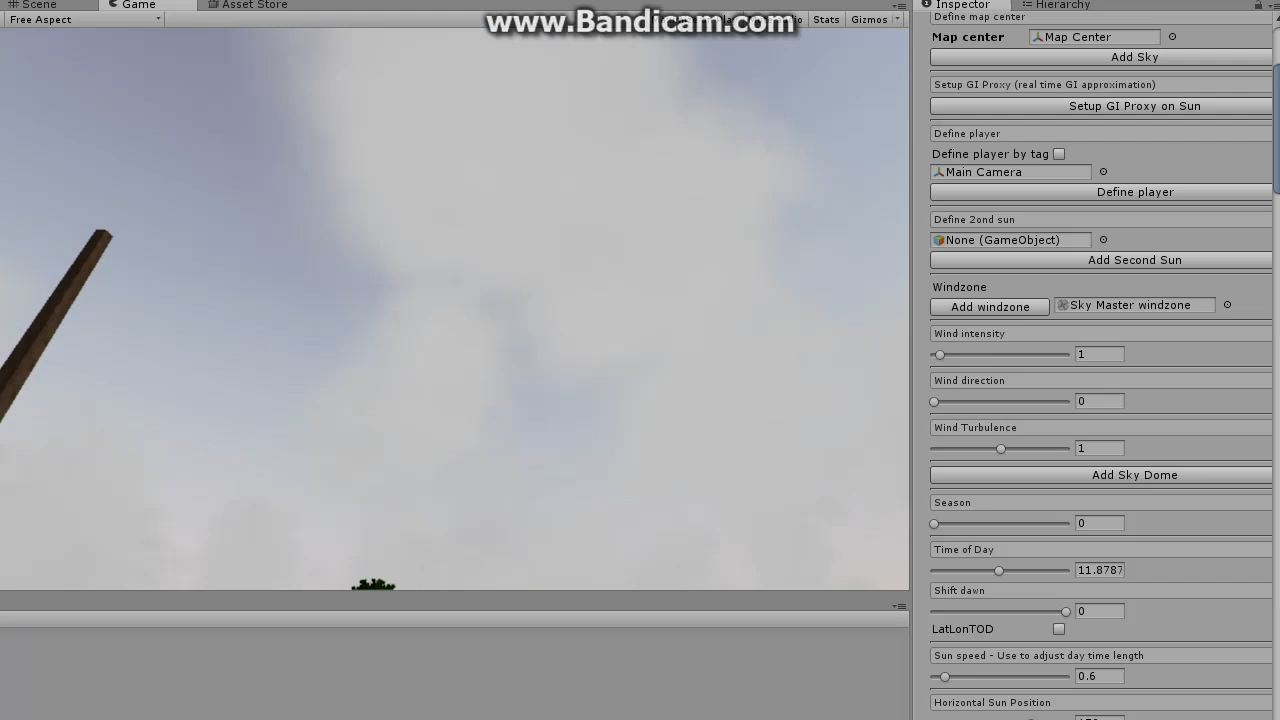 Scene
Game
Asset Store
Inspector
Hierarchy
Free Aspect
www.Bandicam.com
Stats
Gizmos
Define map center
Map center
Map Center
Add Sky
Setup GI Proxy (real time GI approximation)
Setup GI Proxy on Sun
Define player
Define player by tag
Main Camera
Define player
Define 2ond sun
None (GameObject)
Add Second Sun
Windzone
Add windzone
Sky Master windzone
Wind intensity
1
Wind direction
0
Wind Turbulence
1
Add Sky Dome
Season
0
Time of Day
11.8787
Shift dawn
0
LatLonTOD
Sun speed - Use to adjust day time length
0.6
Horizontal Sun Position